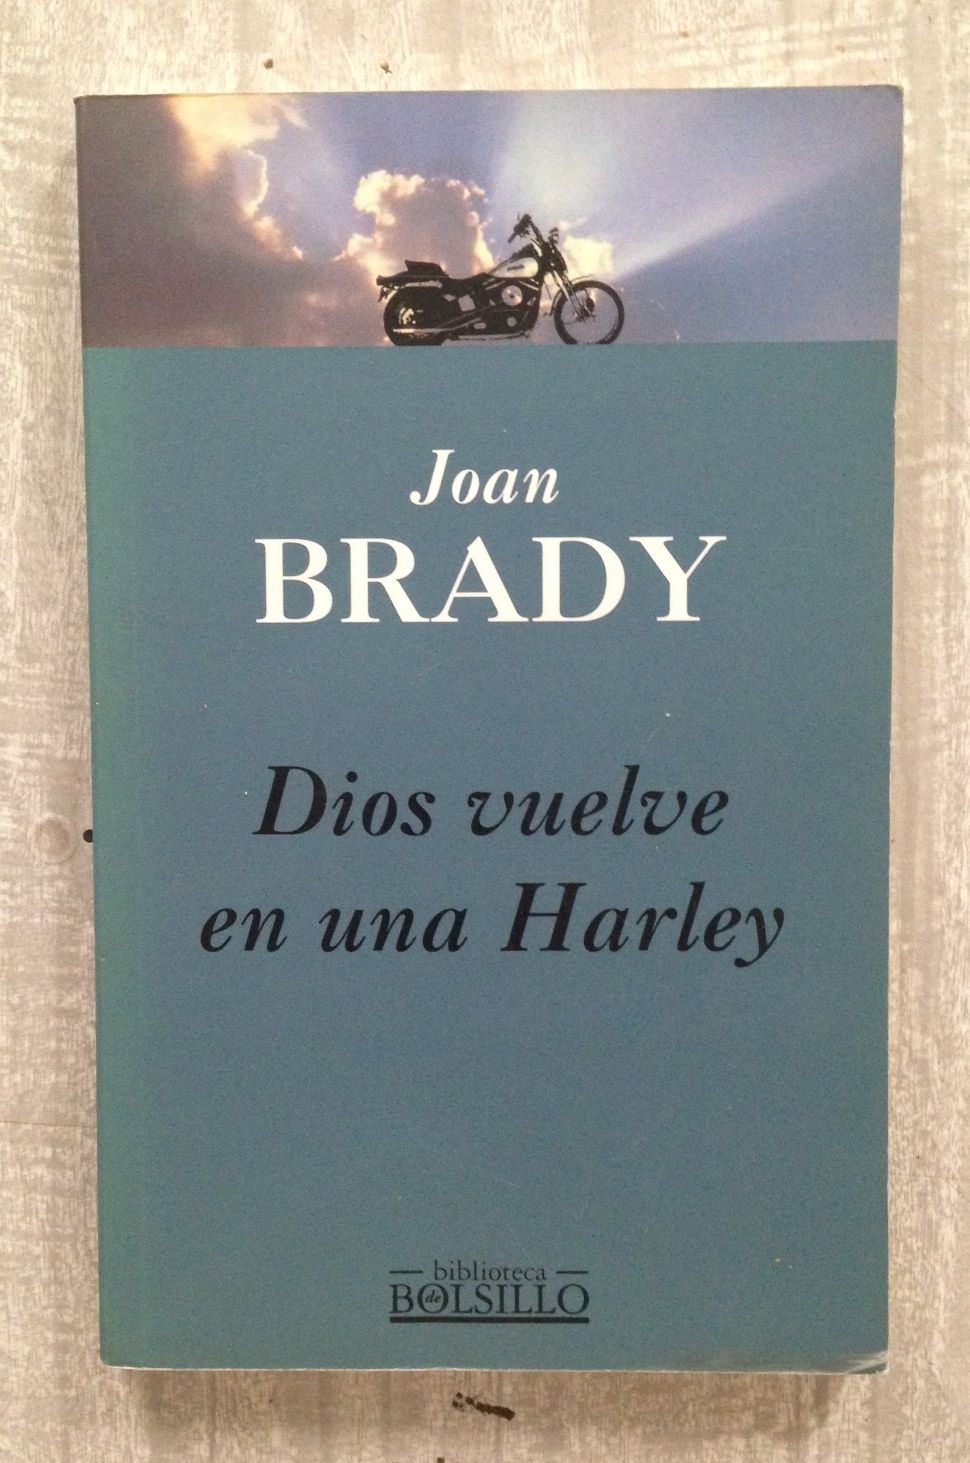 Joan
BRADY
Dios vuelve
en una Harley
biblioteca
de
BOLSILLO